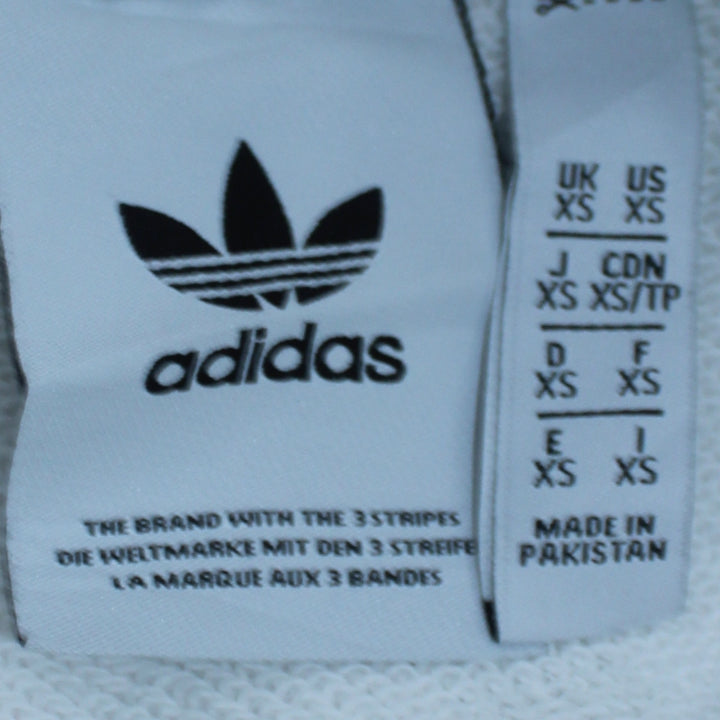 adidas
THE BRAND WITH THE 3 STRIPES
DIE WELTMARKE MIT DEN 3 STREIFE
LA MARQUE AUX 3 BANDES
UK US
XS XS
J CDN
XS XS/TP
D F
XS XS
E I
XS XS
MADE IN
PAKISTAN